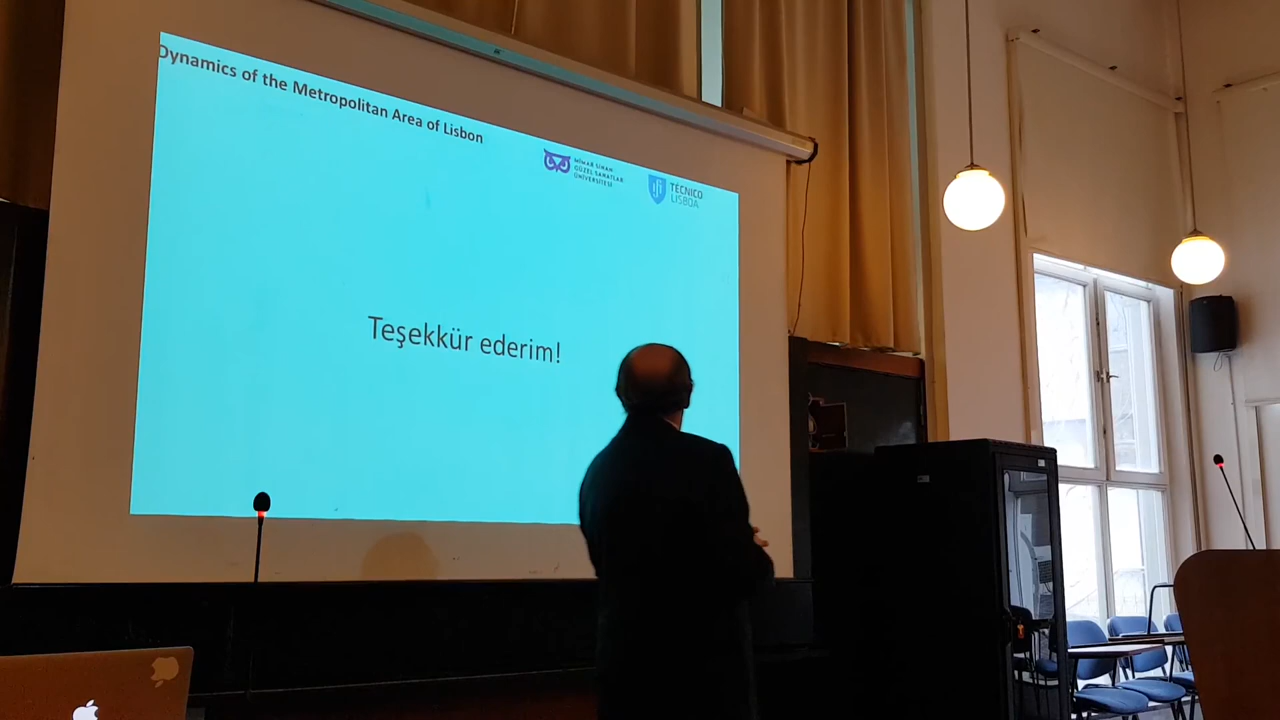 Dynamics of the Metropolitan Area of Lisbon
MİMAR SİNAN
GÜZEL SANATLAR
ÜNİVERSİTESİ
TÉCNICO
LISBOA
Teşekkür ederim!